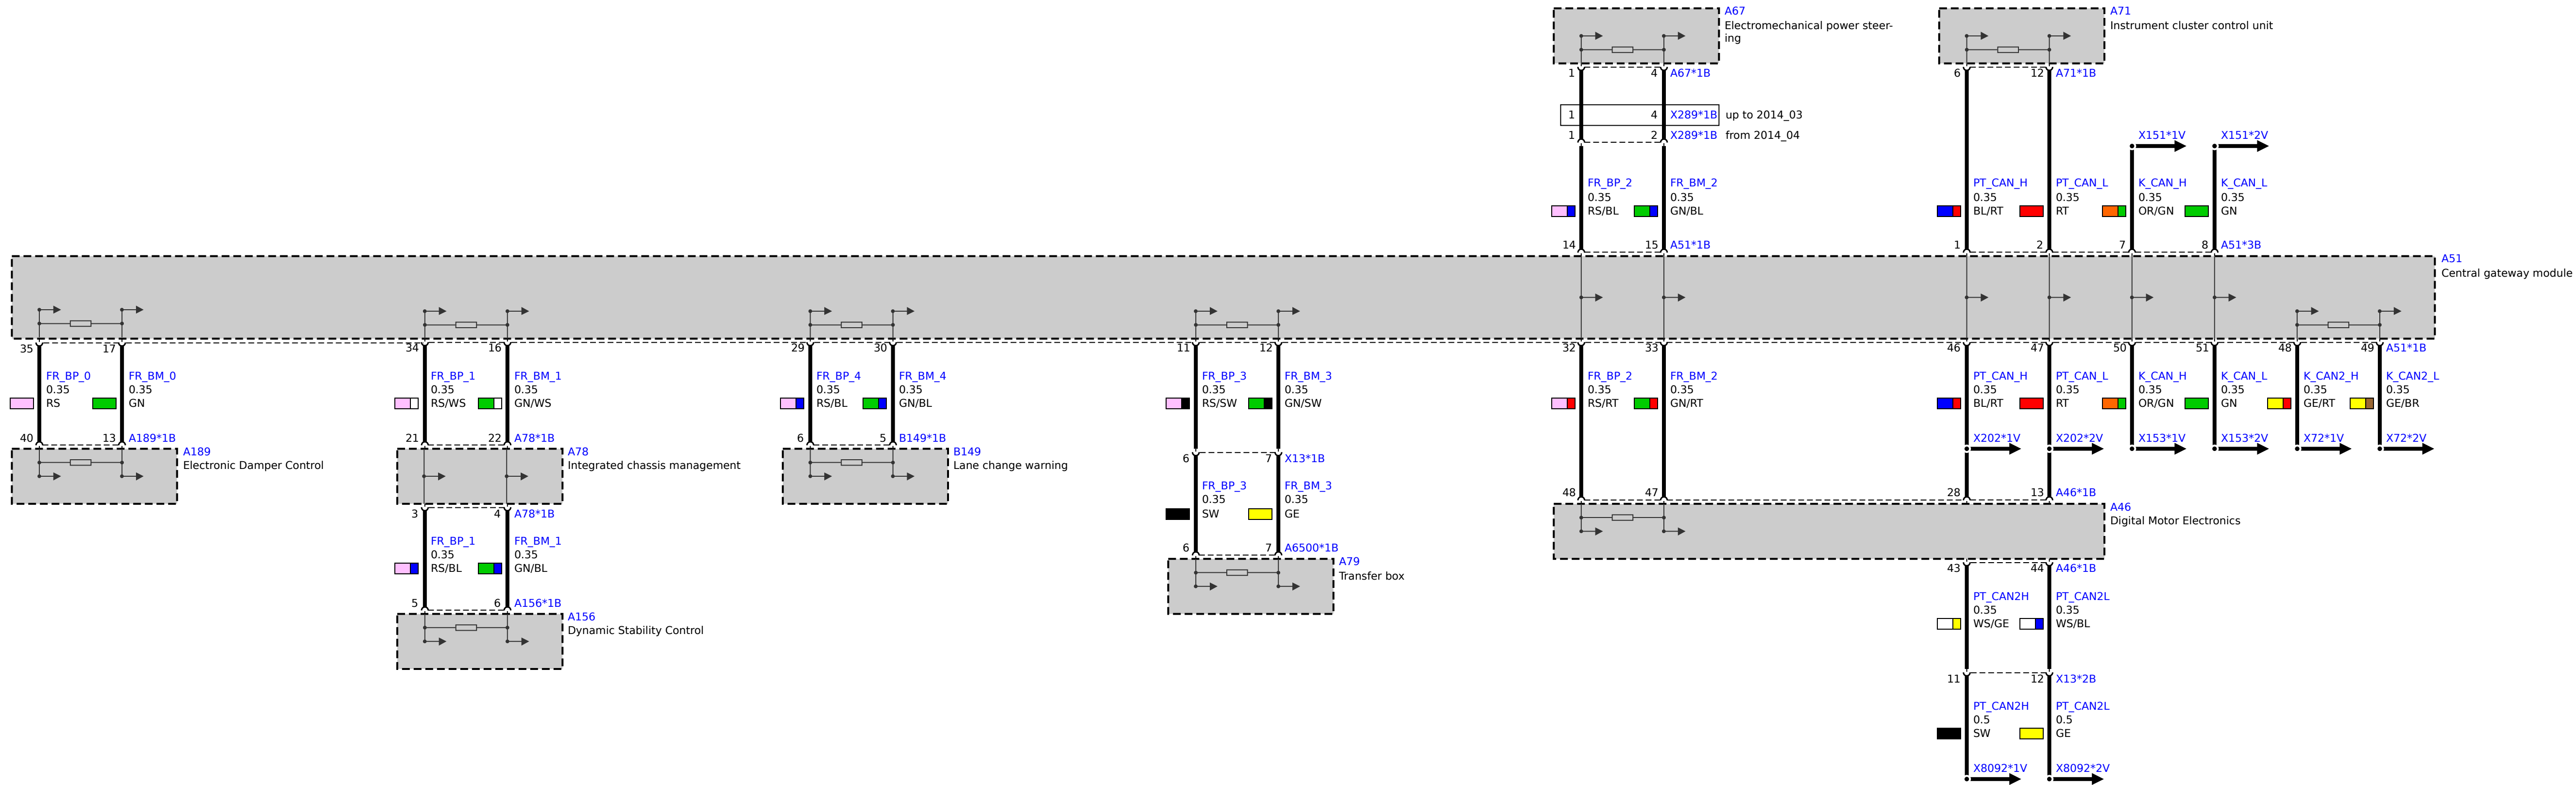 A67
Electromechanical power steer-
ing
A71
Instrument cluster control unit
1 4 A67*1B
6 12 A71*1B
1 4 X289*1B up to 2014_03
1 2 X289*1B from 2014_04
X151*1V X151*2V
FR_BP_2 FR_BM_2 PT_CAN_H PT_CAN_L K_CAN_H K_CAN_L
0.35 0.35 0.35 0.35 0.35 0.35
RS/BL GN/BL BL/RT RT OR/GN GN
14 15 A51*1B 1 2 7 8 A51*3B
A51
Central gateway module
35 17 34 16 29 30 11 12 32 33 46 47 50 51 48 49 A51*1B
FR_BP_0 FR_BM_0 FR_BP_1 FR_BM_1 FR_BP_4 FR_BM_4 FR_BP_3 FR_BM_3 FR_BP_2 FR_BM_2 PT_CAN_H PT_CAN_L K_CAN_H K_CAN_L K_CAN2_H K_CAN2_L
0.35 0.35 0.35 0.35 0.35 0.35 0.35 0.35 0.35 0.35 0.35 0.35 0.35 0.35 0.35 0.35
RS GN RS/WS GN/WS RS/BL GN/BL RS/SW GN/SW RS/RT GN/RT BL/RT RT OR/GN GN GE/RT GE/BR
40 13 A189*1B 21 22 A78*1B 6 5 B149*1B X202*1V X202*2V X153*1V X153*2V X72*1V X72*2V
A189
Electronic Damper Control
A78
Integrated chassis management
B149
Lane change warning
6 7 X13*1B
FR_BP_3 FR_BM_3
0.35 0.35
SW GE
48 47 28 13 A46*1B
A46
Digital Motor Electronics
3 4 A78*1B
FR_BP_1 FR_BM_1
0.35 0.35
RS/BL GN/BL
6 7 A6500*1B
A79
Transfer box
43 44 A46*1B
5 6 A156*1B
A156
Dynamic Stability Control
PT_CAN2H PT_CAN2L
0.35 0.35
WS/GE WS/BL
11 12 X13*2B
PT_CAN2H PT_CAN2L
0.5 0.5
SW GE
X8092*1V X8092*2V